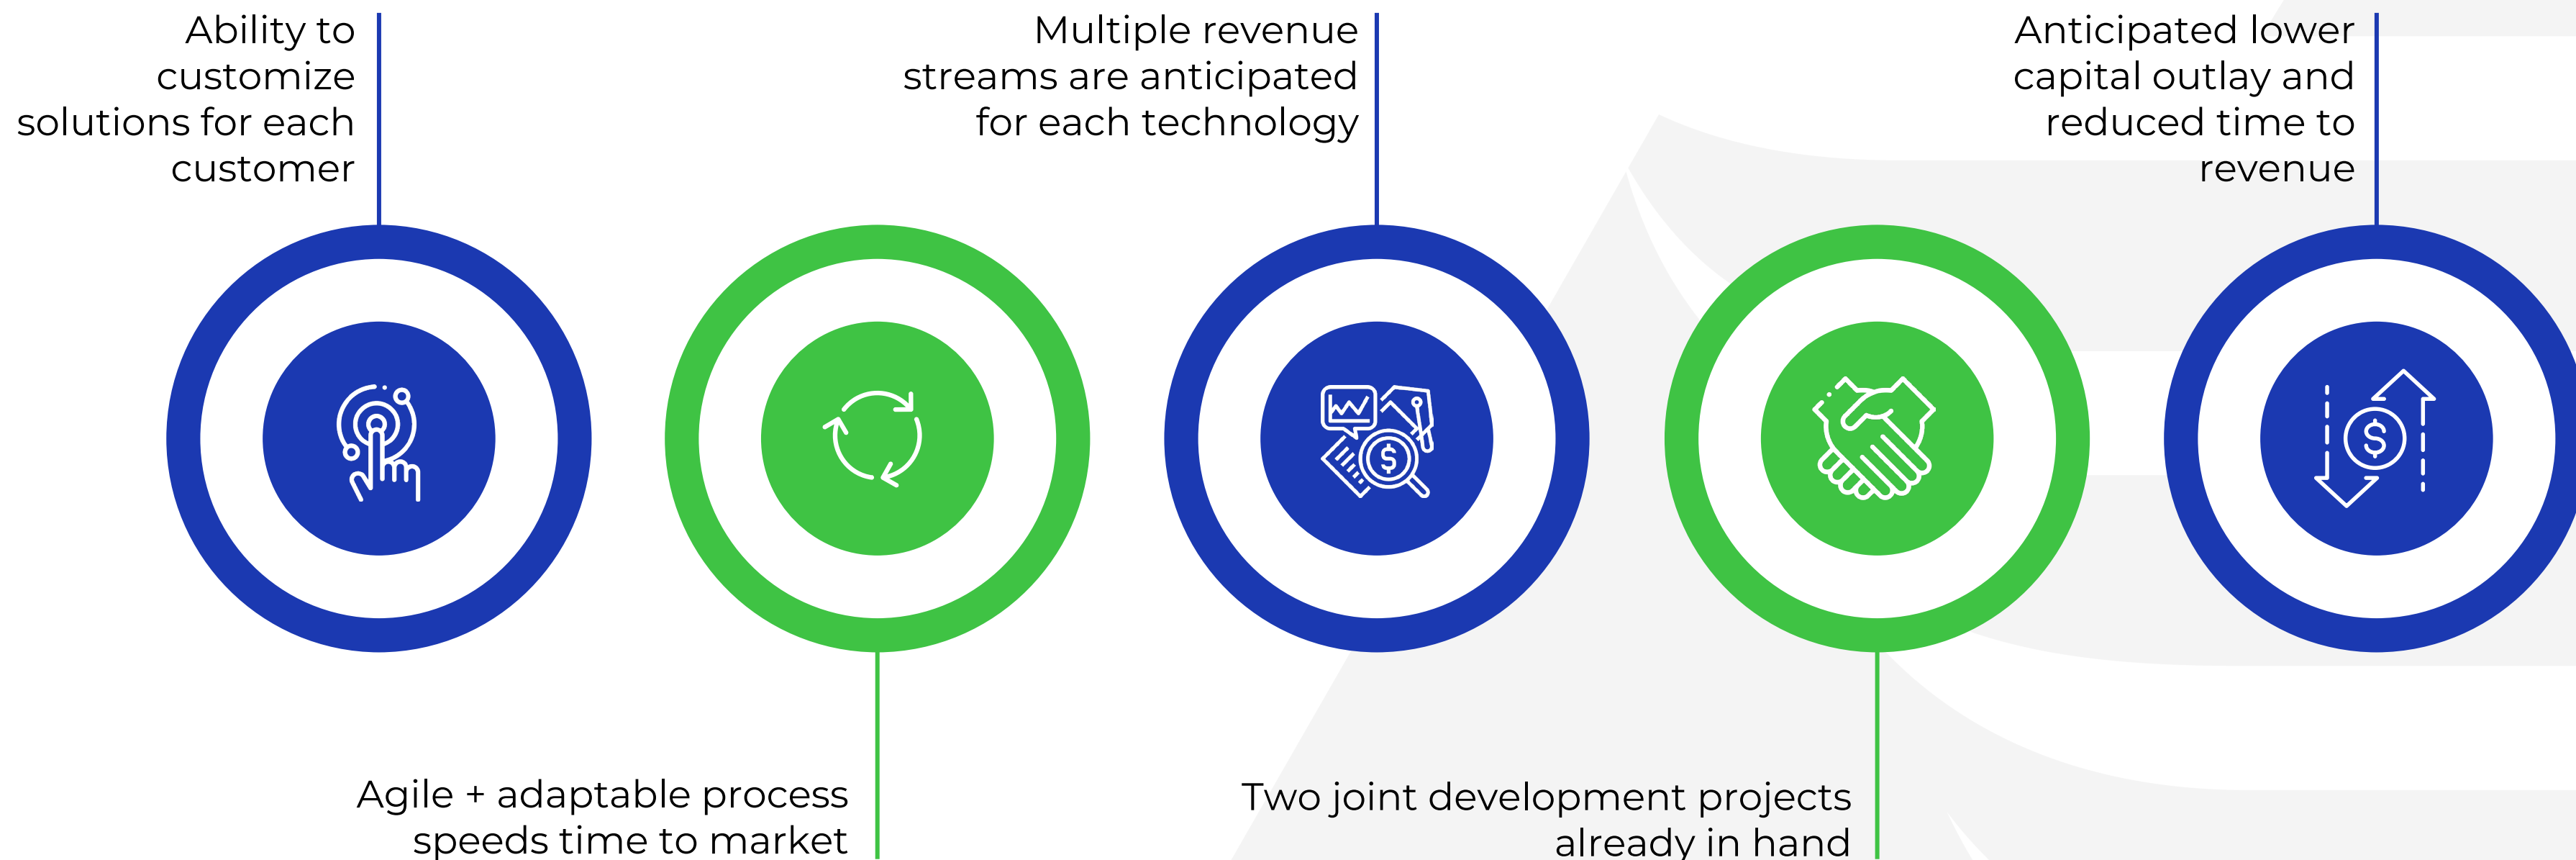 Ability to
customize
solutions for each
customer
Agile + adaptable process
speeds time to market
Multiple revenue
streams are anticipated
for each technology
Two joint development projects
already in hand
Anticipated lower
capital outlay and
reduced time to
revenue